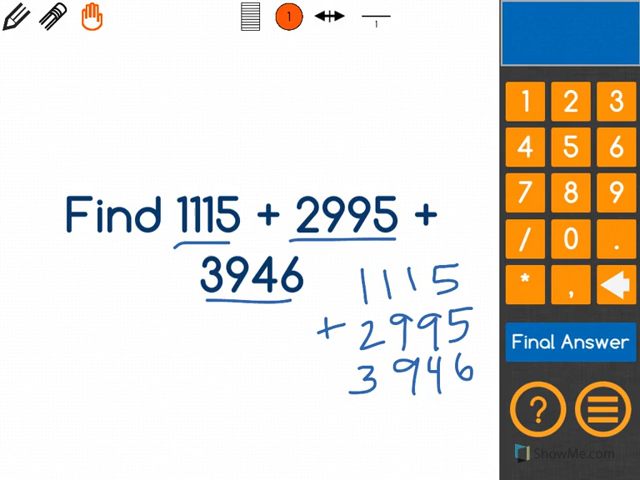 1
1
Find 1115 + 2995 +
3946
1115
+ 2995
3946
1 2 3
4 5 6
7 8 9
/ 0 .
* ,
Final Answer
?
ShowMe.com